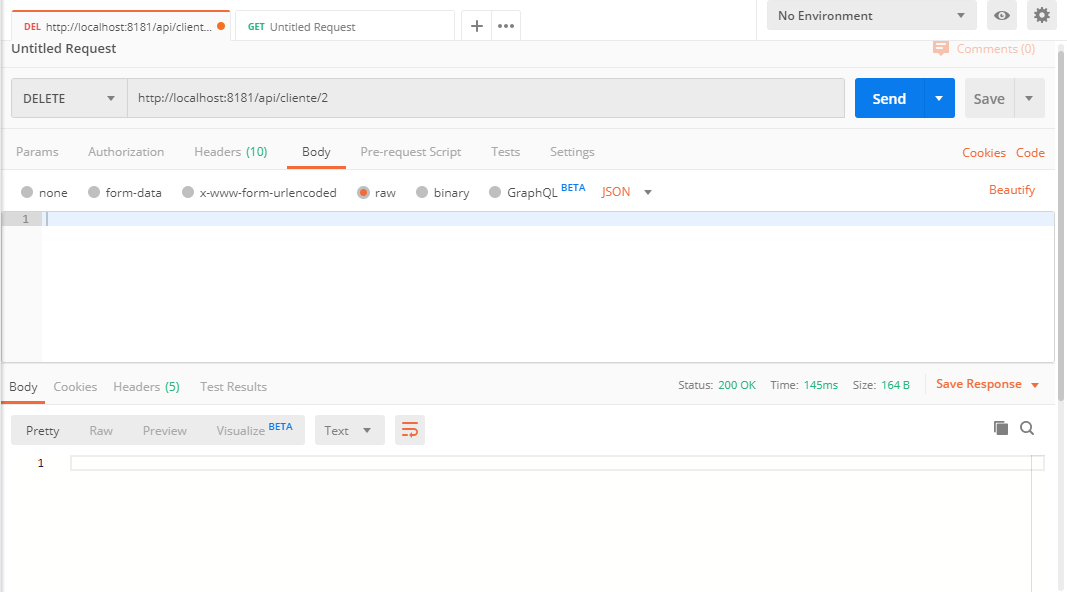 DEL http://localhost:8181/api/client... GET Untitled Request + ••• No Environment
Untitled Request Comments (0)
DELETE http://localhost:8181/api/cliente/2 Send Save
Params Authorization Headers (10) Body Pre-request Script Tests Settings Cookies Code
none form-data x-www-form-urlencoded raw binary GraphQL BETA JSON Beautify
1
Body Cookies Headers (5) Test Results Status: 200 OK Time: 145ms Size: 164 B Save Response
Pretty Raw Preview Visualize BETA Text
1